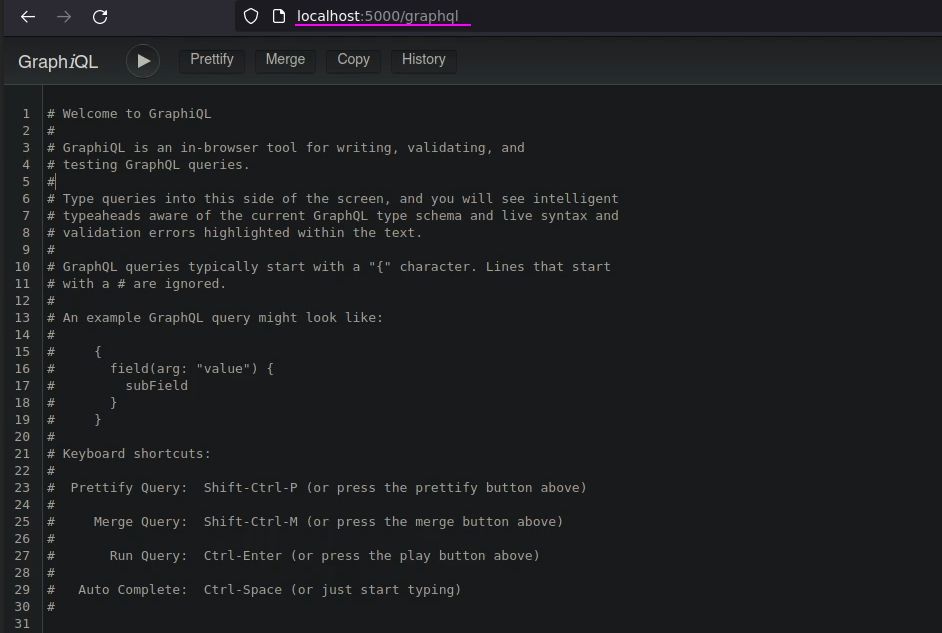 localhost:5000/graphql
GraphiQL Prettify Merge Copy History
1 # Welcome to GraphiQL
2 #
3 # GraphiQL is an in-browser tool for writing, validating, and
4 # testing GraphQL queries.
5 #
6 # Type queries into this side of the screen, and you will see intelligent
7 # typeaheads aware of the current GraphQL type schema and live syntax and
8 # validation errors highlighted within the text.
9 #
10 # GraphQL queries typically start with a "{" character. Lines that start
11 # with a # are ignored.
12 #
13 # An example GraphQL query might look like:
14 #
15 #     {
16 #       field(arg: "value") {
17 #         subField
18 #       }
19 #     }
20 #
21 # Keyboard shortcuts:
22 #
23 #  Prettify Query:  Shift-Ctrl-P (or press the prettify button above)
24 #
25 #     Merge Query:  Shift-Ctrl-M (or press the merge button above)
26 #
27 #       Run Query:  Ctrl-Enter (or press the play button above)
28 #
29 #   Auto Complete:  Ctrl-Space (or just start typing)
30 #
31